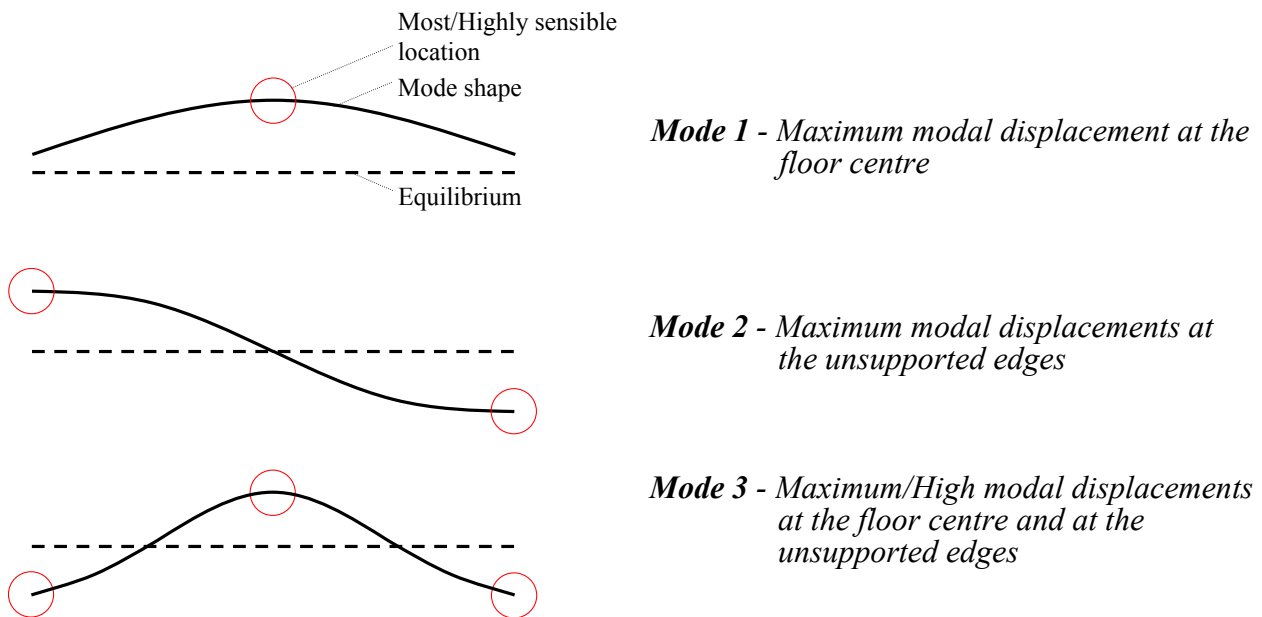 Most/Highly sensible
location
Mode shape
Equilibrium
Mode 1 - Maximum modal displacement at the
floor centre
Mode 2 - Maximum modal displacements at
the unsupported edges
Mode 3 - Maximum/High modal displacements
at the floor centre and at the
unsupported edges